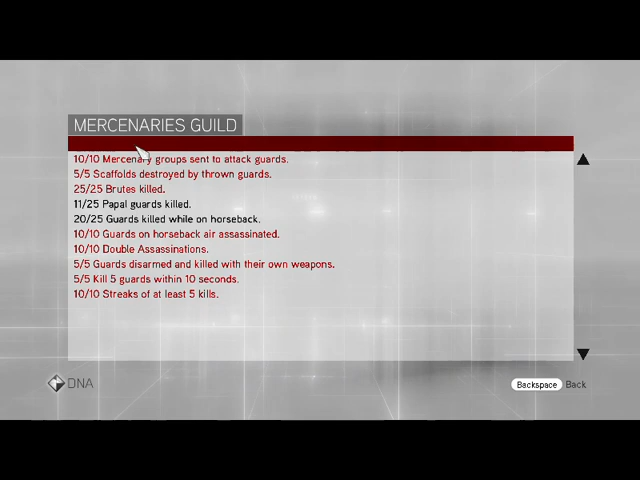 MERCENARIES GUILD
10/10 Mercenary groups sent to attack guards.
5/5 Scaffolds destroyed by thrown guards.
25/25 Brutes killed.
11/25 Papal guards killed.
20/25 Guards killed while on horseback.
10/10 Guards on horseback air assassinated.
10/10 Double Assassinations.
5/5 Guards disarmed and killed with their own weapons.
5/5 Kill 5 guards within 10 seconds.
10/10 Streaks of at least 5 kills.
DNA
Backspace Back